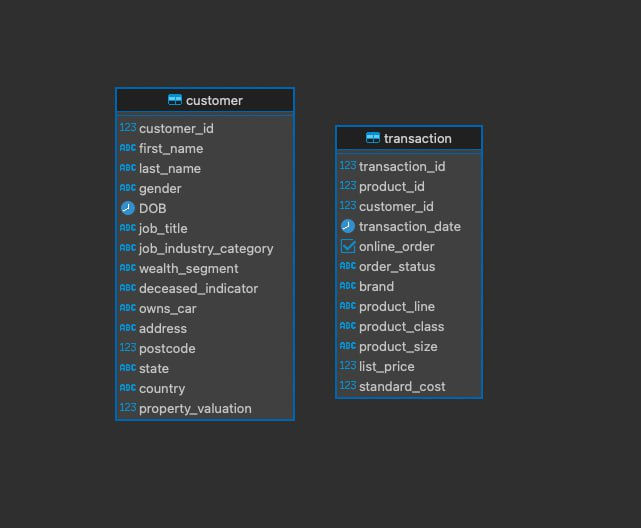 customer
123 customer_id
ABC first_name
ABC last_name
ABC gender
DOB
ABC job_title
ABC job_industry_category
ABC wealth_segment
ABC deceased_indicator
ABC owns_car
ABC address
123 postcode
ABC state
ABC country
123 property_valuation
transaction
123 transaction_id
123 product_id
123 customer_id
transaction_date
online_order
ABC order_status
ABC brand
ABC product_line
ABC product_class
ABC product_size
123 list_price
123 standard_cost